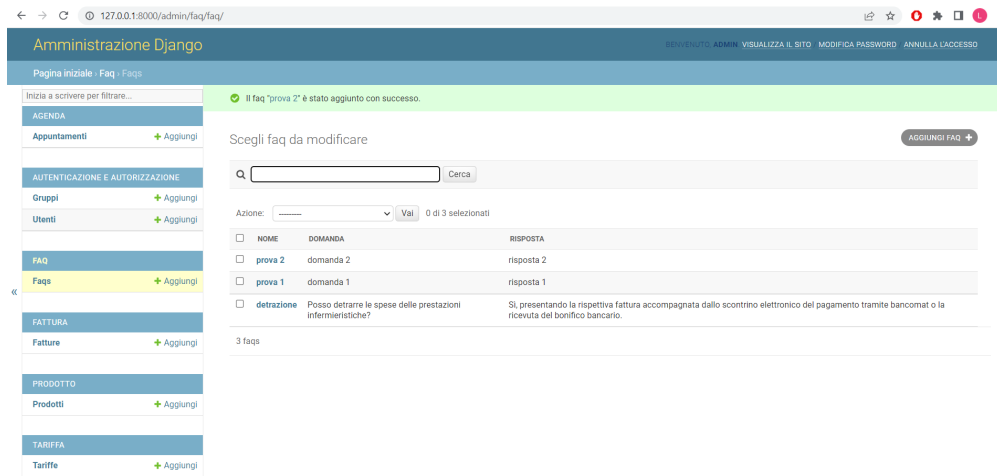 127.0.0.1:8000/admin/faq/faq/
L
Amministrazione Django
BENVENUTO, ADMIN. VISUALIZZA IL SITO MODIFICA PASSWORD ANNULLA L'ACCESSO
Pagina iniziale › Faq › Faqs
Inizia a scrivere per filtrare...
AGENDA
Appuntamenti + Aggiungi
AUTENTICAZIONE E AUTORIZZAZIONE
Gruppi + Aggiungi
Utenti + Aggiungi
FAQ
Faqs + Aggiungi
«
FATTURA
Fatture + Aggiungi
PRODOTTO
Prodotti + Aggiungi
TARIFFA
Tariffe + Aggiungi
Il faq "prova 2" è stato aggiunto con successo.
Scegli faq da modificare
AGGIUNGI FAQ +
Cerca
Azione: --------- Vai 0 di 3 selezionati
NOME DOMANDA RISPOSTA
prova 2 domanda 2 risposta 2
prova 1 domanda 1 risposta 1
detrazione Posso detrarre le spese delle prestazioni infermieristiche? Sì, presentando la rispettiva fattura accompagnata dallo scontrino elettronico del pagamento tramite bancomat o la ricevuta del bonifico bancario.
3 faqs